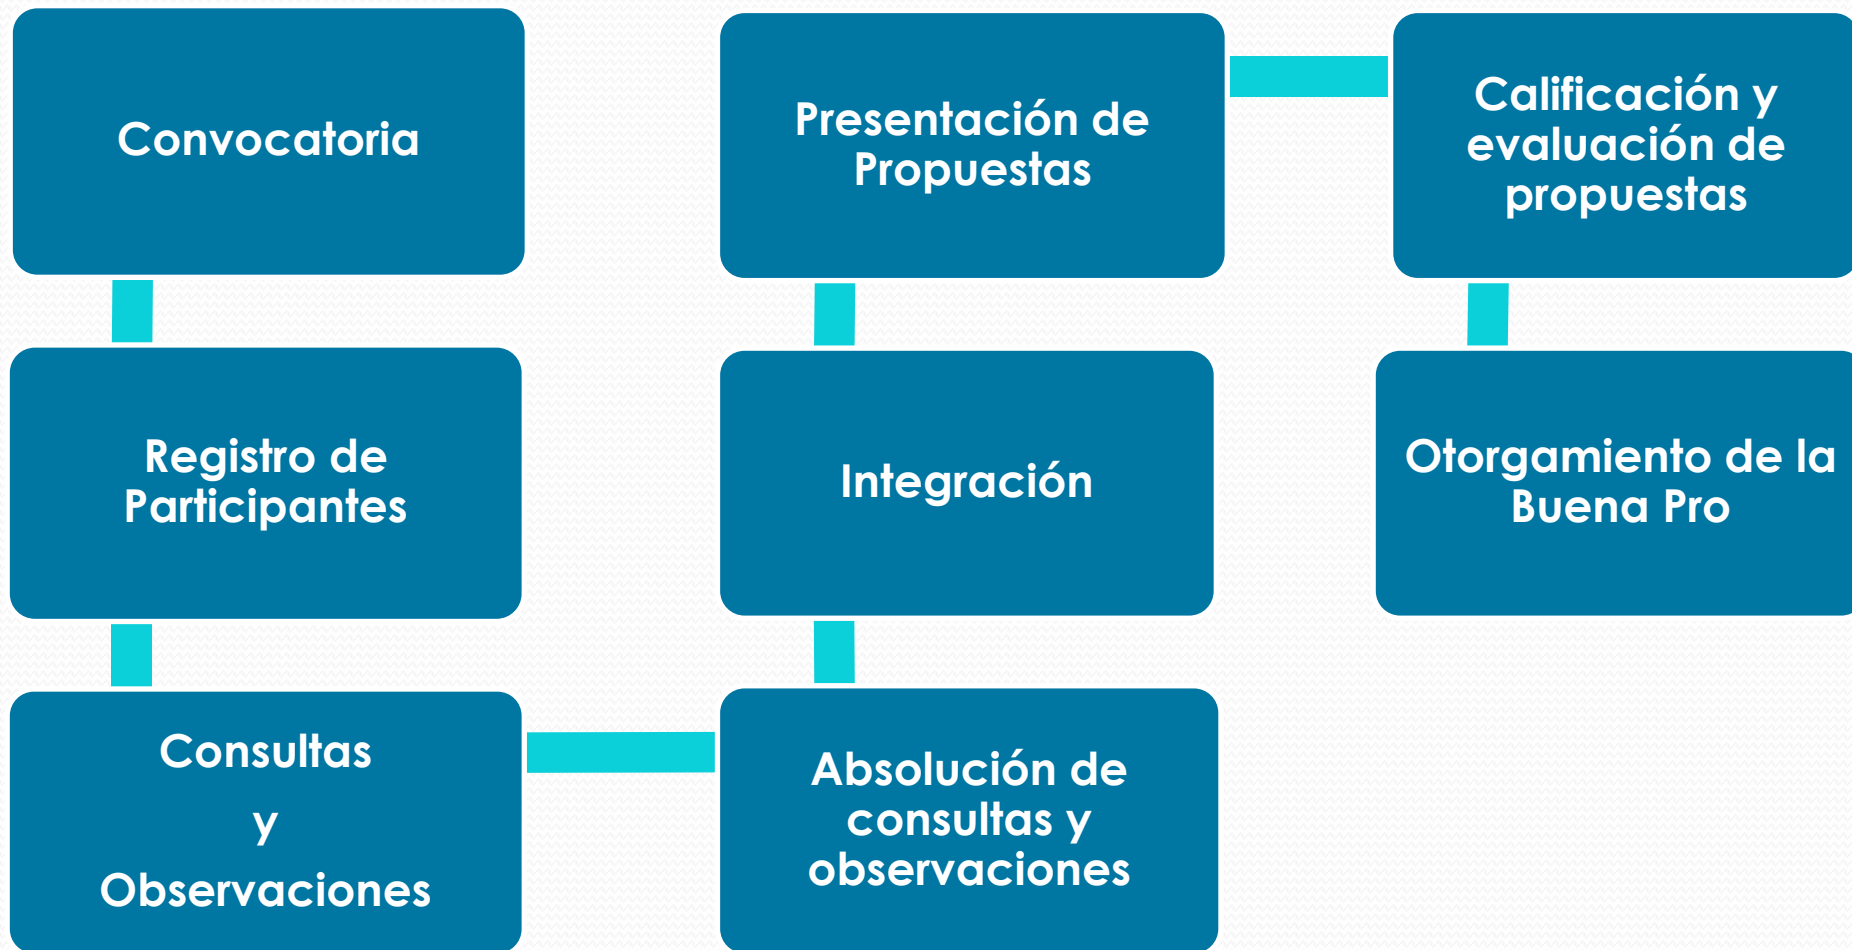 Convocatoria
Registro de
Participantes
Consultas
y
Observaciones
Absolución de
consultas y
observaciones
Integración
Presentación de
Propuestas
Calificación y
evaluación de
propuestas
Otorgamiento de la
Buena Pro